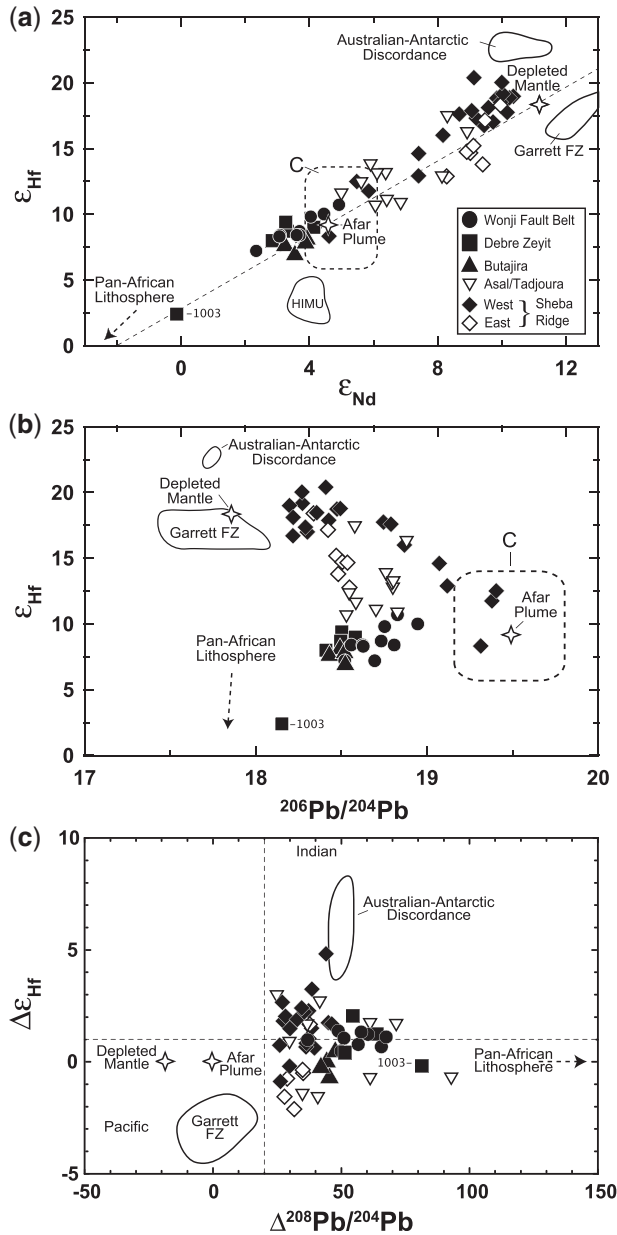 (a)
25
20
15
10
5
0
εHf
Australian-Antarctic
Discordance
Depleted
Mantle
Garrett FZ
C
Afar
Plume
HIMU
Pan-African
Lithosphere
1003
Wonji Fault Belt
Debre Zeyit
Butajira
Asal/Tadjoura
West } Sheba
East Ridge
0 4 8 12
εNd
(b)
25
20
15
10
5
0
εHf
Australian-Antarctic
Discordance
Depleted
Mantle
Garrett FZ
C
Afar
Plume
Pan-African
Lithosphere
1003
17 18 19 20
²⁰⁶Pb/²⁰⁴Pb
(c)
10
5
0
-5
ΔεHf
Indian
Australian-Antarctic
Discordance
Depleted
Mantle
Afar
Plume
1003
Pan-African
Lithosphere
Pacific
Garrett
FZ
-50 0 50 100 150
Δ²⁰⁸Pb/²⁰⁴Pb